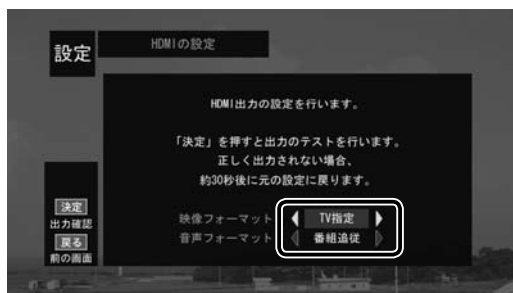 設定
HDMIの設定
HDMI出力の設定を行います。
「決定」を押すと出力のテストを行います。
正しく出力されない場合、
約30秒後に元の設定に戻ります。
映像フォーマット
TV指定
音声フォーマット
番組追従
決定
出力確認
戻る
前の画面